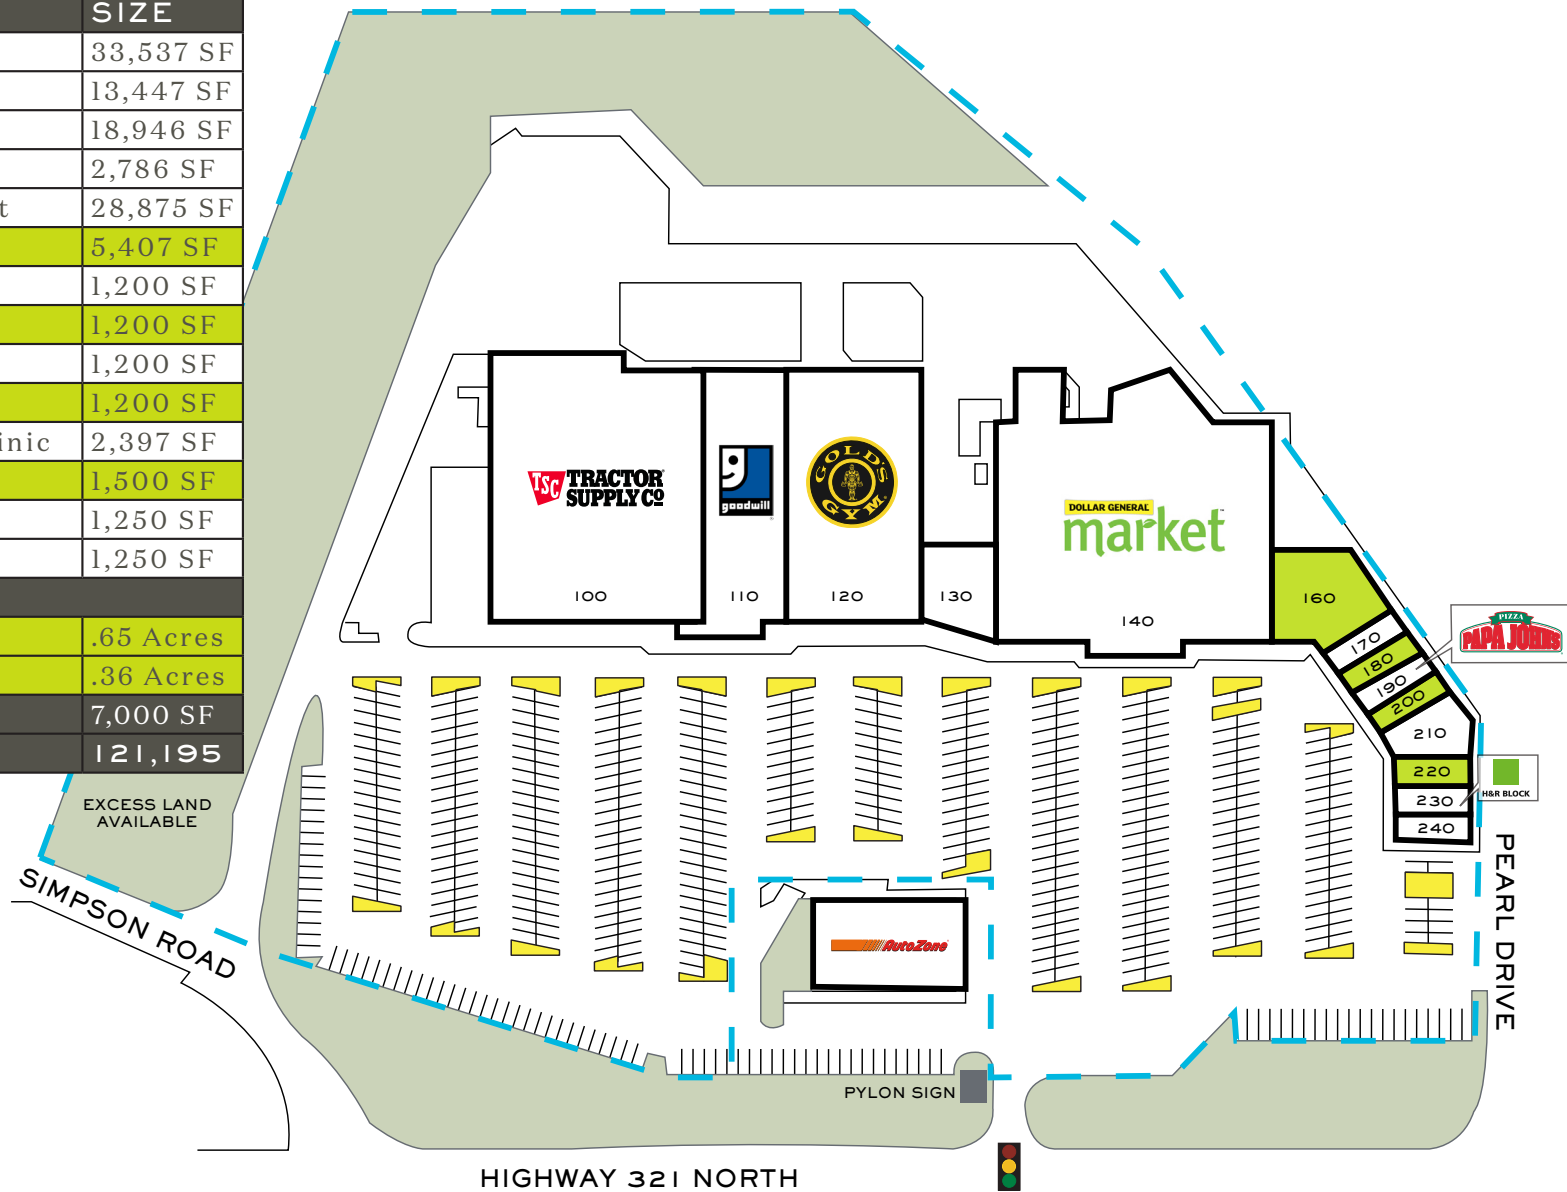 SIZE
33,537 SF
13,447 SF
18,946 SF
2,786 SF
t 28,875 SF
5,407 SF
1,200 SF
1,200 SF
1,200 SF
1,200 SF
inic 2,397 SF
1,500 SF
1,250 SF
1,250 SF
.65 Acres
.36 Acres
7,000 SF
121,195
TSC TRACTOR
SUPPLY CO
goodwill
GOLD'S
GYM.
DOLLAR GENERAL
market
100
110
120
130
140
160
170
180
190
200
210
220
230
240
PIZZA
PAPA JOHN'S
H&R BLOCK
EXCESS LAND
AVAILABLE
SIMPSON ROAD
AutoZone
PEARL DRIVE
PYLON SIGN
HIGHWAY 321 NORTH